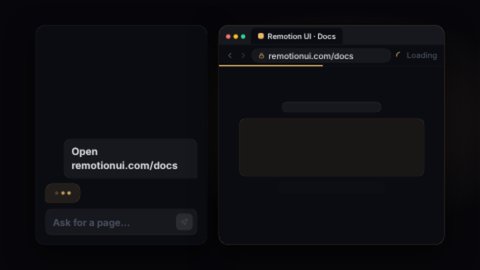 Open
remotionui.com/docs
Ask for a page...
Remotion UI · Docs
remotionui.com/docs
Loading